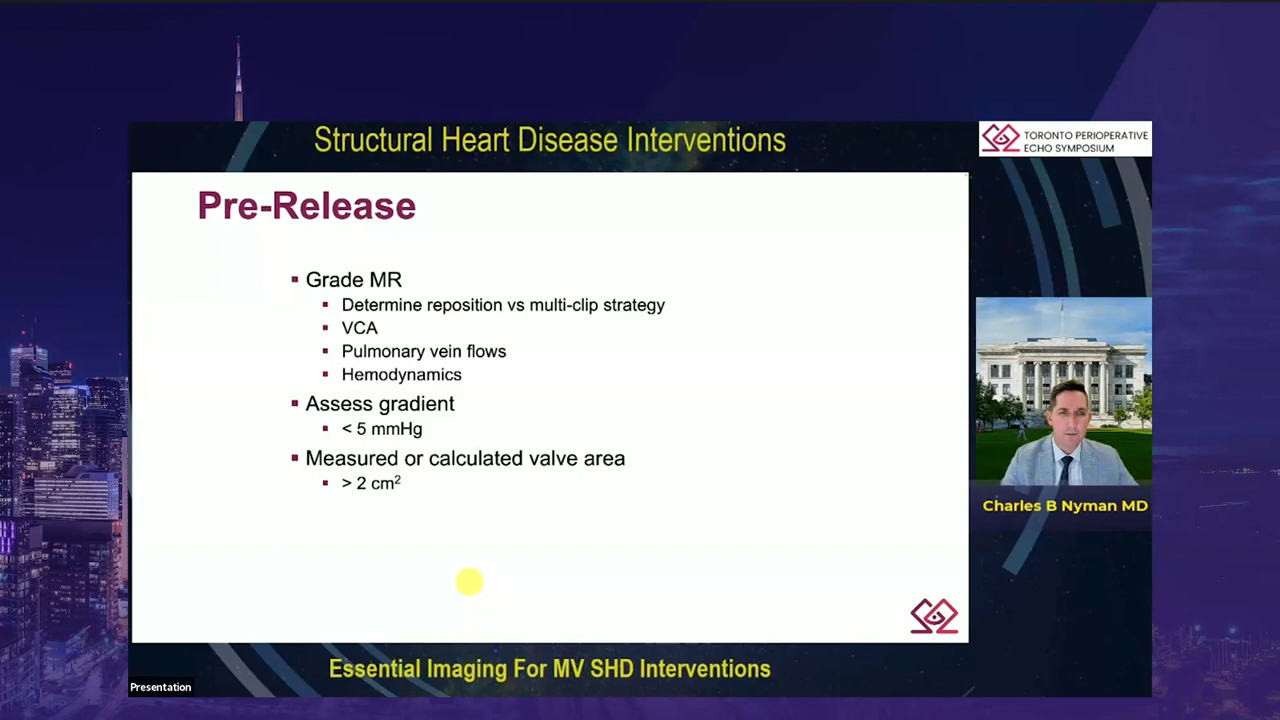 Structural Heart Disease Interventions
TORONTO PERIOPERATIVE
ECHO SYMPOSIUM
Pre-Release
Grade MR
Determine reposition vs multi-clip strategy
VCA
Pulmonary vein flows
Hemodynamics
Assess gradient
< 5 mmHg
Measured or calculated valve area
> 2 cm²
Charles B Nyman MD
Essential Imaging For MV SHD Interventions
Presentation